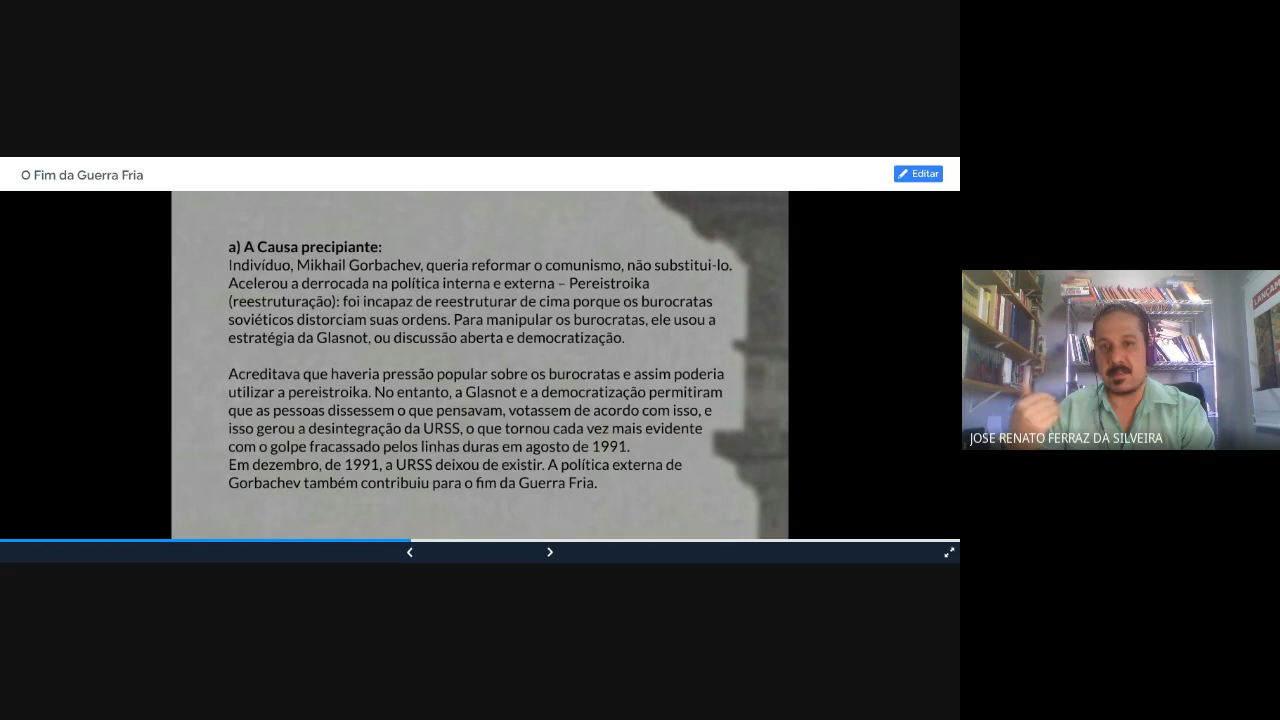 O Fim da Guerra Fria
Editar
a) A Causa precipiante:
Indivíduo, Mikhail Gorbachev, queria reformar o comunismo, não substitui-lo.
Acelerou a derrocada na política interna e externa – Pereistroika
(reestruturação): foi incapaz de reestruturar de cima porque os burocratas
soviéticos distorciam suas ordens. Para manipular os burocratas, ele usou a
estratégia da Glasnot, ou discussão aberta e democratização.
Acreditava que haveria pressão popular sobre os burocratas e assim poderia
utilizar a pereistroika. No entanto, a Glasnot e a democratização permitiram
que as pessoas dissessem o que pensavam, votassem de acordo com isso, e
isso gerou a desintegração da URSS, o que tornou cada vez mais evidente
com o golpe fracassado pelos linhas duras em agosto de 1991.
Em dezembro, de 1991, a URSS deixou de existir. A política externa de
Gorbachev também contribuiu para o fim da Guerra Fria.
LANÇAM
JOSE RENATO FERRAZ DA SILVEIRA